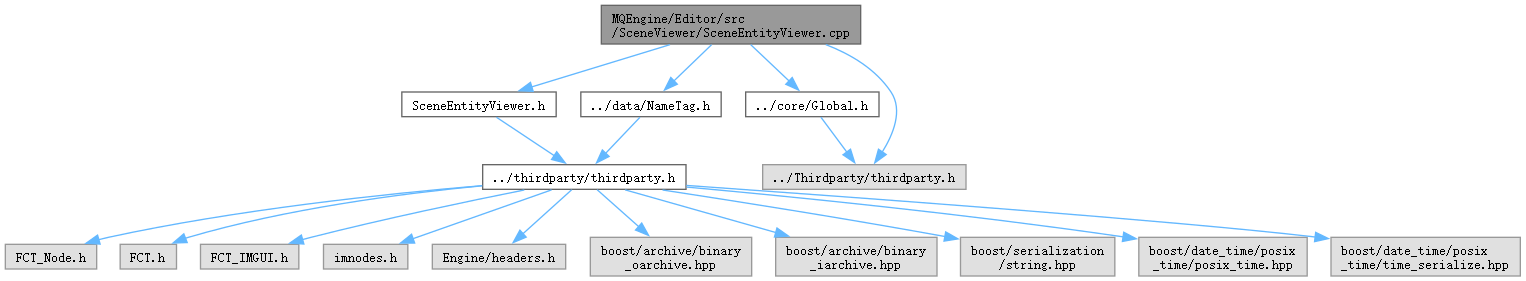 MQEngine/Editor/src
/SceneViewer/SceneEntityViewer.cpp
SceneEntityViewer.h
../data/NameTag.h
../core/Global.h
../thirdparty/thirdparty.h
../Thirdparty/thirdparty.h
FCT_Node.h
FCT.h
FCT_IMGUI.h
imnodes.h
Engine/headers.h
boost/archive/binary
_oarchive.hpp
boost/archive/binary
_iarchive.hpp
boost/serialization
/string.hpp
boost/date_time/posix
_time/posix_time.hpp
boost/date_time/posix
_time/time_serialize.hpp